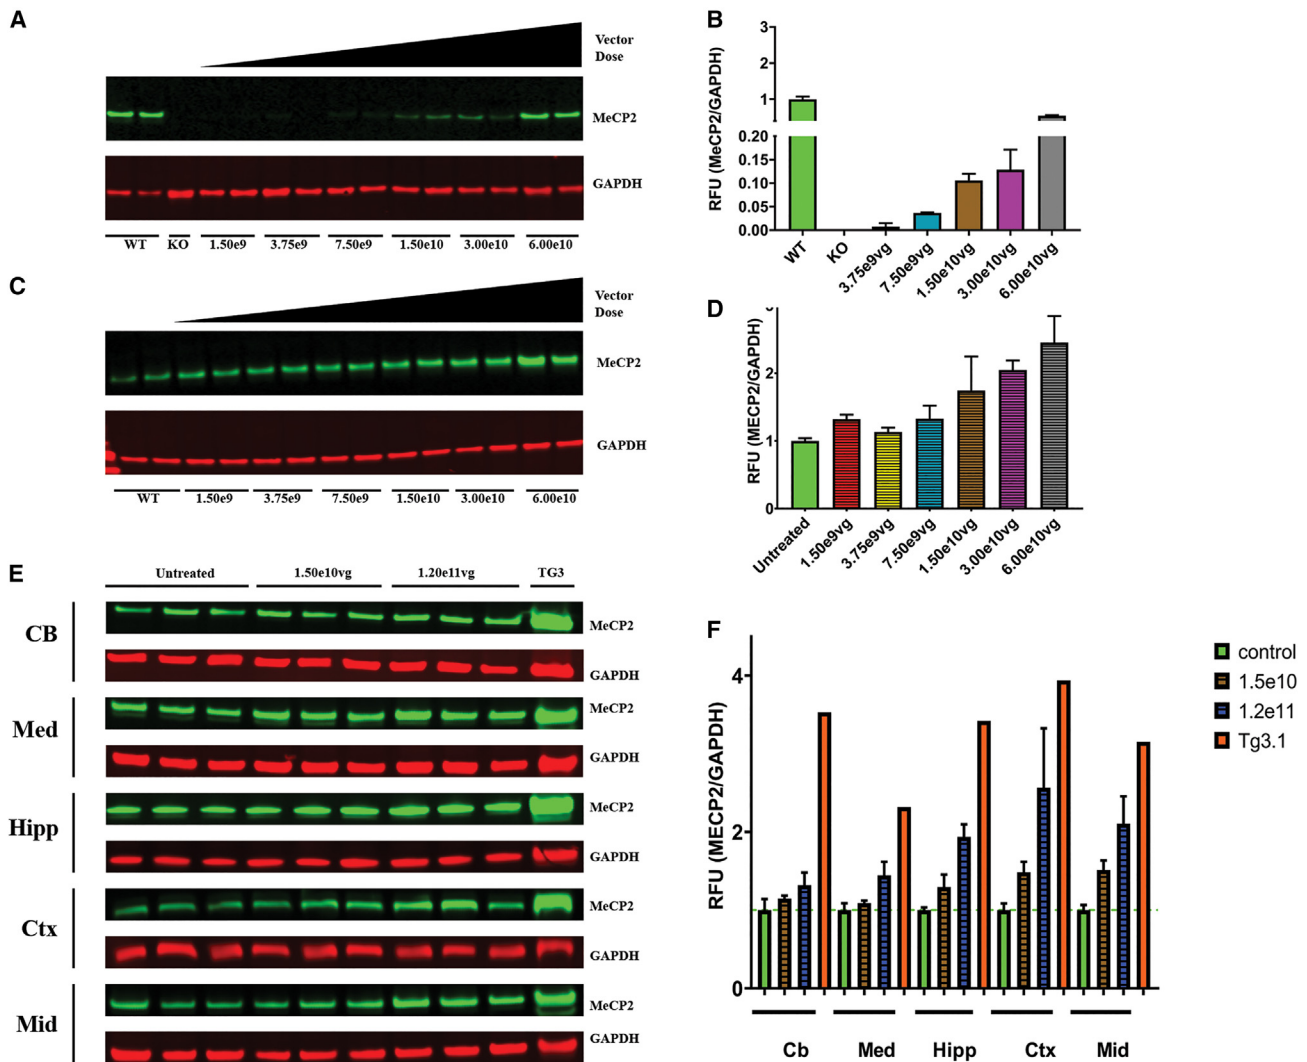 A
Vector
Dose
MeCP2
GAPDH
WT KO 1.50e9 3.75e9 7.50e9 1.50e10 3.00e10 6.00e10
B
RFU (MeCP2/GAPDH)
3
2
1
0.20
0.15
0.10
0.05
0.00
WT KO 3.75e9vg 7.50e9vg 1.50e10vg 3.00e10vg 6.00e10vg
C
Vector
Dose
MeCP2
GAPDH
WT 1.50e9 3.75e9 7.50e9 1.50e10 3.00e10 6.00e10
D
RFU (MECP2/GAPDH)
3
2
1
0
Untreated 1.50e9vg 3.75e9vg 7.50e9vg 1.50e10vg 3.00e10vg 6.00e10vg
E
Untreated 1.50e10vg 1.20e11vg TG3
CB
MeCP2
GAPDH
Med
MeCP2
GAPDH
Hipp
MeCP2
GAPDH
Ctx
MeCP2
GAPDH
Mid
MeCP2
GAPDH
F
RFU (MECP2/GAPDH)
4
2
0
Cb Med Hipp Ctx Mid
control
1.5e10
1.2e11
Tg3.1